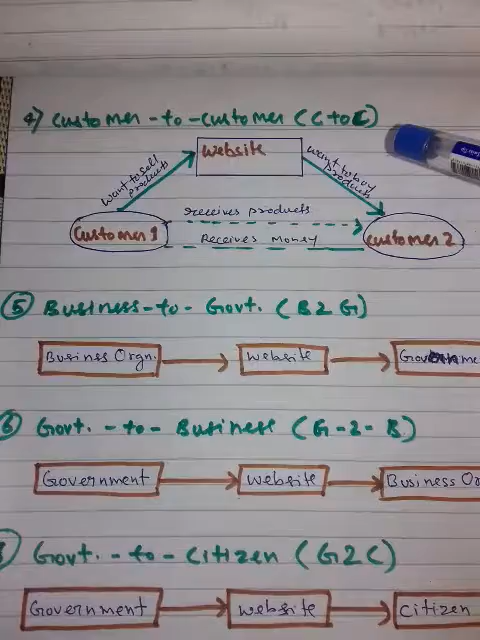 4) Customer-to-customer (C to C)
Website
want to sell products
want to buy products
receives products
Customer 1
customer 2
Receives Money
⑤ Business-to-Govt. (B2G)
Business Orgn. website
⑥ Govt.-to-Business (G-2-B)
Government website Business
Govt.-to-Citizen (G2C)
Government website Citizen